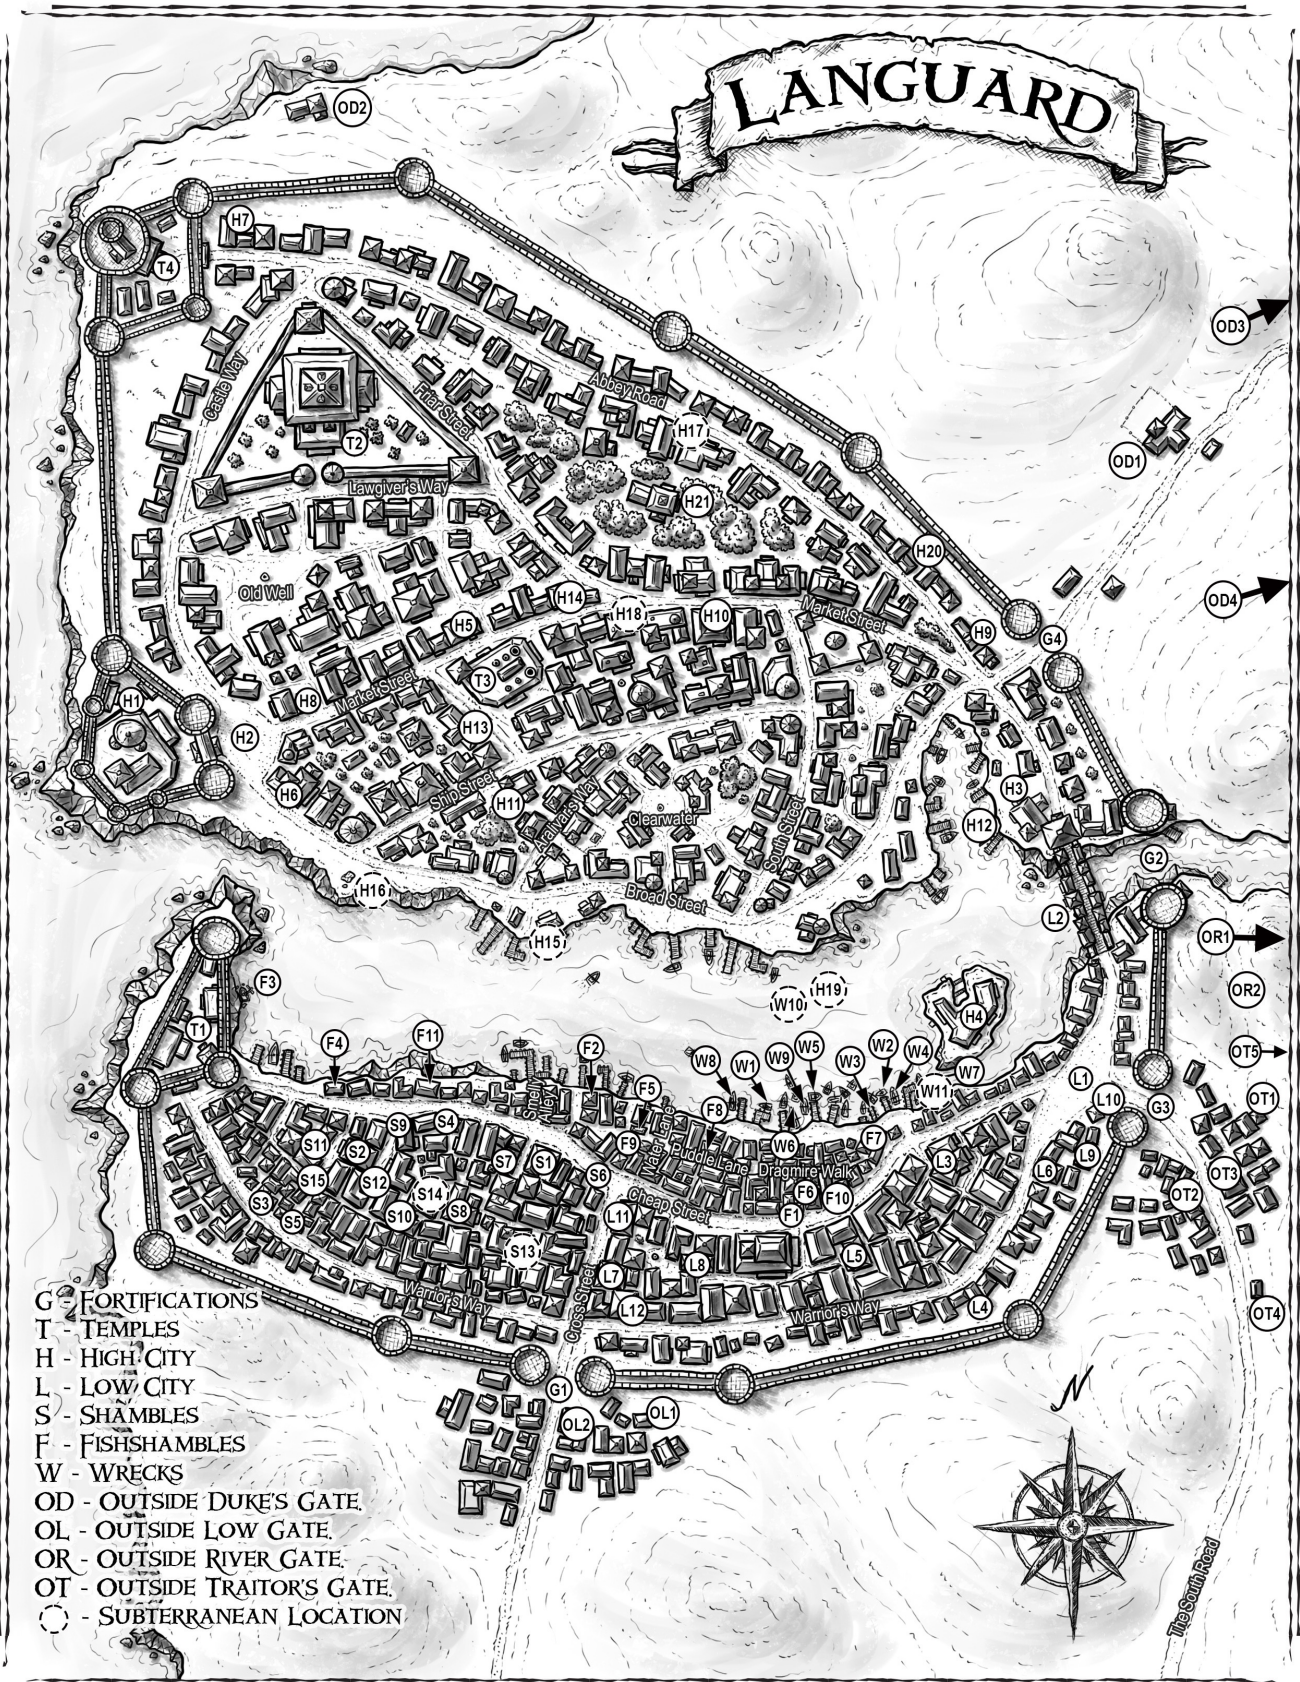 LANGUARD
OD2
H7
T4
OD3
Castle Way
Friar Street
Abbey Road
T2
H17
OD1
Lawgiver's Way
H21
H20
Old Well
H14
H18
H10
Market Street
OD4
H5
H9
G4
T3
H8
Market Street
H1
H13
H2
H6
Ship Street
H11
Clearwater
South Street
H3
H12
G2
H16
Broad Street
L2
H15
OR1
F3
H19
W10
OR2
H4
T1
F4
F11
F2
W8
W1
W9
W5
W3
W2
W4
W7
W11
OT5
F5
L1
L10
G3
OT1
F8
S9
S4
F9
W6
F7
S11
S2
S7
S1
Puddle Lane
Dragmire Walk
L3
L6
L9
OT3
S15
S12
S14
S6
F6
F10
OT2
S3
S5
S10
S8
Cheap Street
F1
L11
S13
L5
L8
L7
Warrior's Way
Cross Street
L12
Warrior's Way
L4
OT4
G1
OL2
OL1
G - FORTIFICATIONS
T - TEMPLES
H - HIGH CITY
L - LOW CITY
S - SHAMBLES
F - FISHSHAMBLES
W - WRECKS
OD - OUTSIDE DUKE'S GATE.
OL - OUTSIDE LOW GATE.
OR - OUTSIDE RIVER GATE.
OT - OUTSIDE TRAITOR'S GATE.
- SUBTERRANEAN LOCATION
N
The South Road